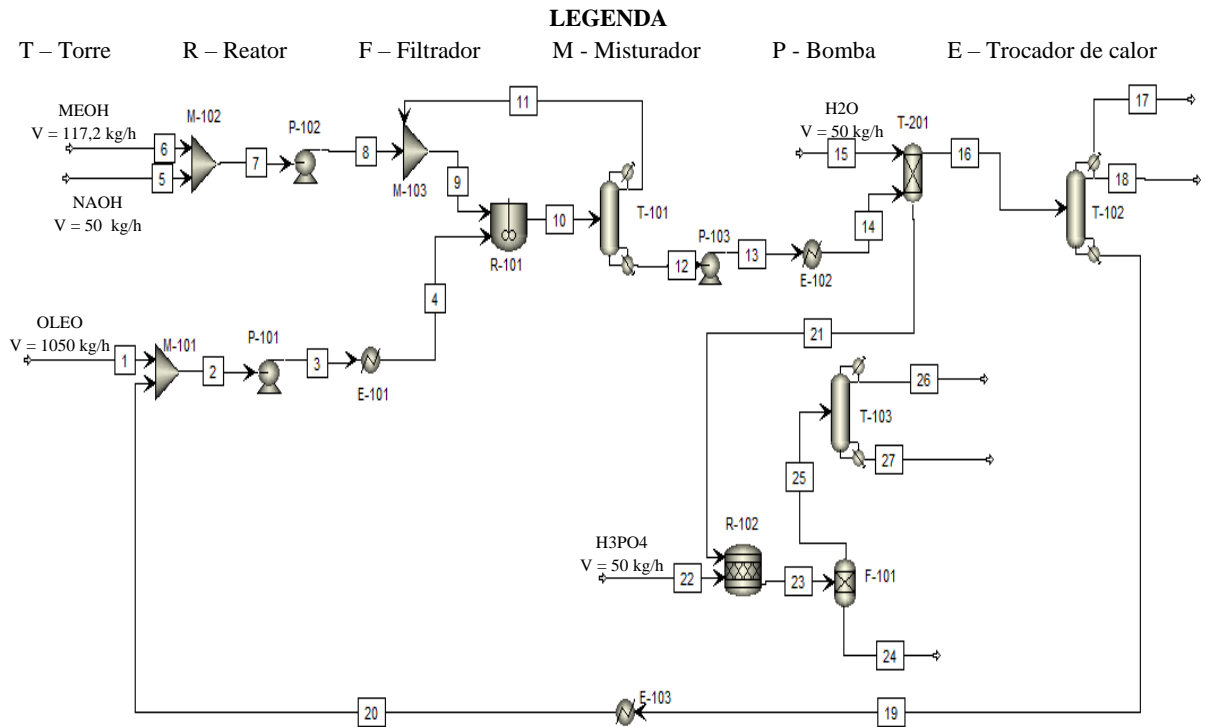 LEGENDA
T – Torre R – Reator F – Filtrador M - Misturador P - Bomba E – Trocador de calor
MEOH
V = 117,2 kg/h
M-102
P-102
6
7
8
5
NAOH
V = 50 kg/h
11
M-103
9
R-101
10
T-101
12
P-103
13
E-102
14
H2O
V = 50 kg/h
15
T-201
16
17
18
T-102
4
OLEO
V = 1050 kg/h
1
M-101
2
P-101
3
E-101
21
26
T-103
27
25
R-102
H3PO4
V = 50 kg/h
22
23
F-101
24
20
E-103
19